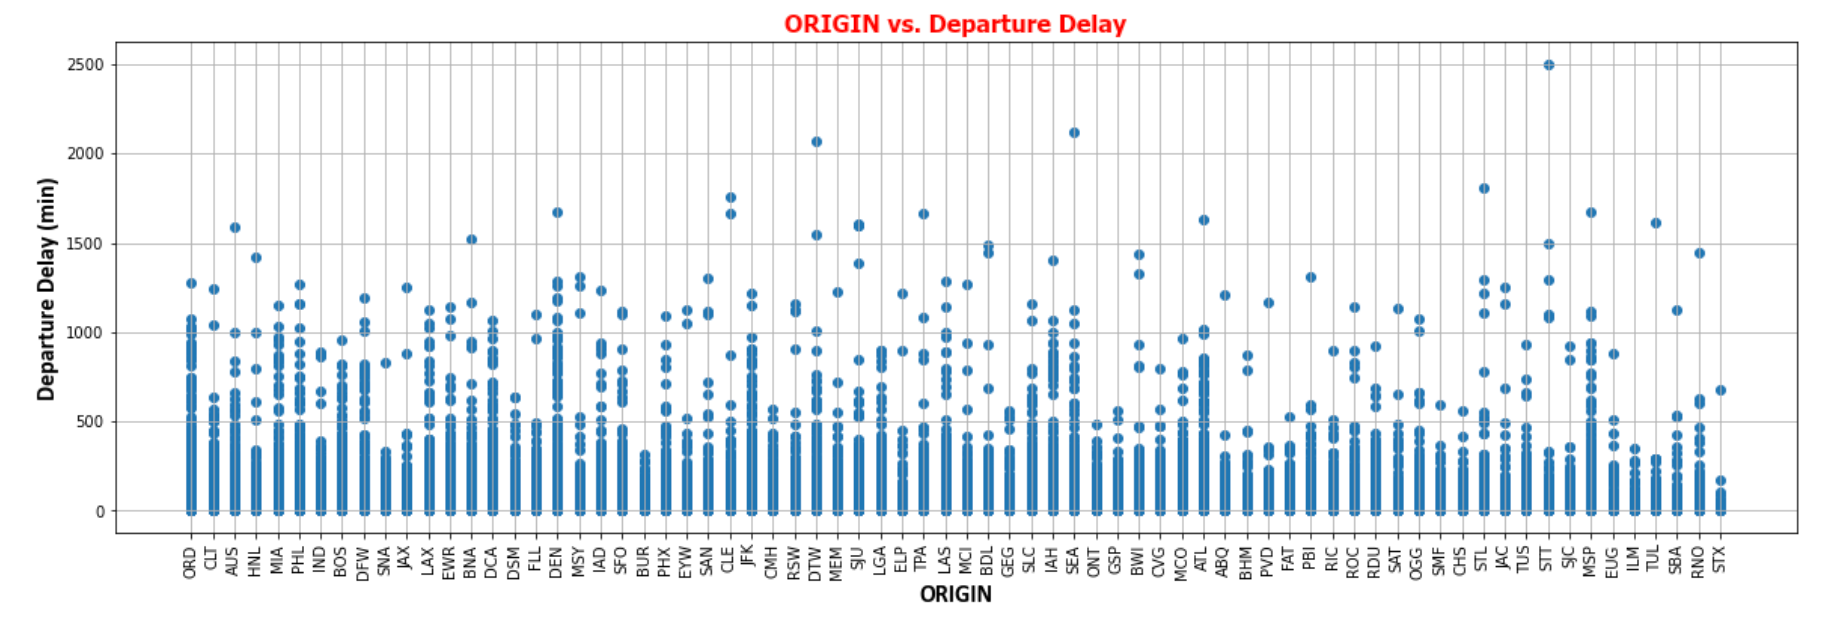 ORIGIN vs. Departure Delay
Departure Delay (min)
2500
2000
1500
1000
500
0
ORD CLT AUS HNL MIA PHL IND BOS DFW SNA JAX LAX EWR BNA DCA DSM FLL DEN MSY IAD SFO BUR PHX EYW SAN CLE JFK CMH RSW DTW MEM SJU LGA ELP TPA LAS MCI BDL GEG SLC IAH SEA ONT GSP BWI CVG MCO ATL ABQ BHM PVD FAT PBI RIC ROC RDU SAT OGG SMF CHS STL JAC TUS STT SJC MSP EUG ILM TUL SBA RNO STX
ORIGIN